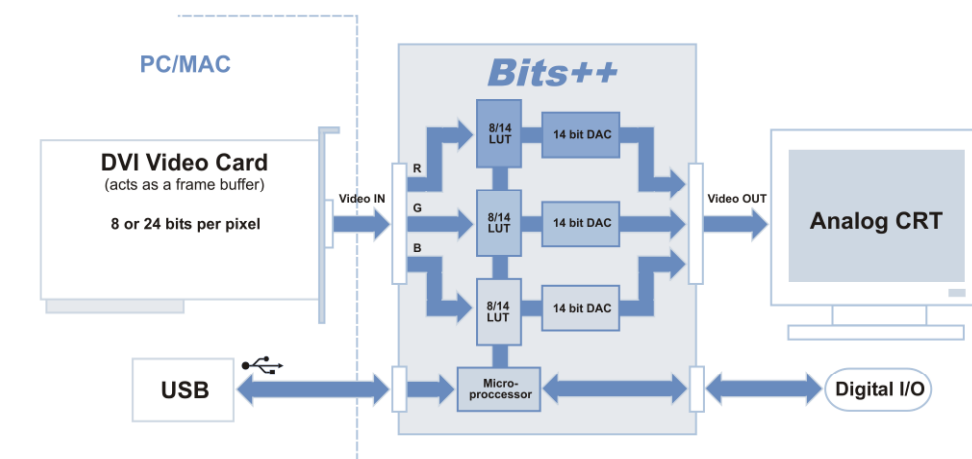 PC/MAC
Bits++
DVI Video Card
(acts as a frame buffer)
8 or 24 bits per pixel
Video IN
R
G
B
8/14
LUT
14 bit DAC
8/14
LUT
14 bit DAC
8/14
LUT
14 bit DAC
Video OUT
Analog CRT
USB
Micro-
proccessor
Digital I/O